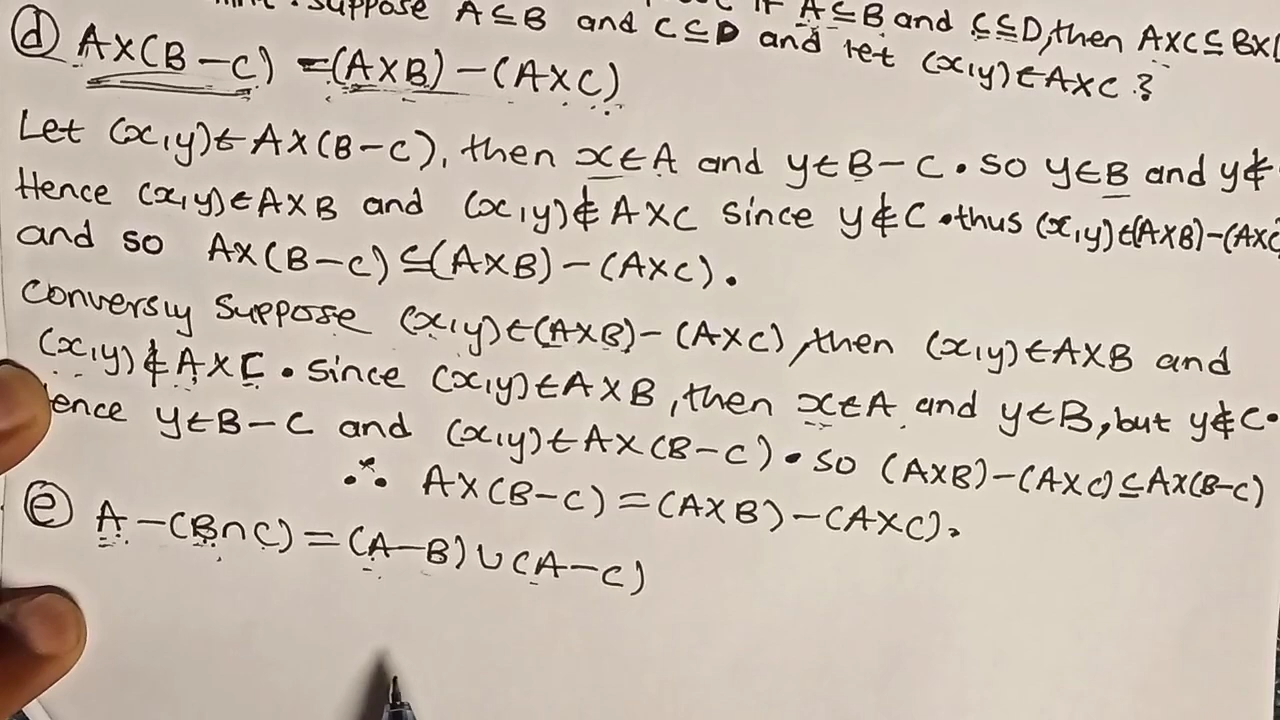 suppose A⊆B and C⊆D and let (x,y)∈A×C ?
if A⊆B and C⊆D, then A×C⊆B×
ⓓ A×(B-C) =(A×B)-(A×C)
Let (x,y)∈A×(B-C), then x∈A and y∈B-C. so y∈B and y∉
Hence (x,y)∈A×B and (x,y)∉A×C since y∉C. thus (x,y)∈(A×B)-(A×C
and so A×(B-C)⊆(A×B)-(A×C).
Conversly suppose (x,y)∈(A×B)-(A×C), then (x,y)∈A×B and
(x,y)∉A×C. Since (x,y)∈A×B, then x∈A and y∈B, but y∉C.
ence y∈B-C and (x,y)∈A×(B-C). so (A×B)-(A×C)⊆A×(B-C)
∴ A×(B-C)=(A×B)-(A×C).
ⓔ A-(B∩C)=(A-B)∪(A-C)